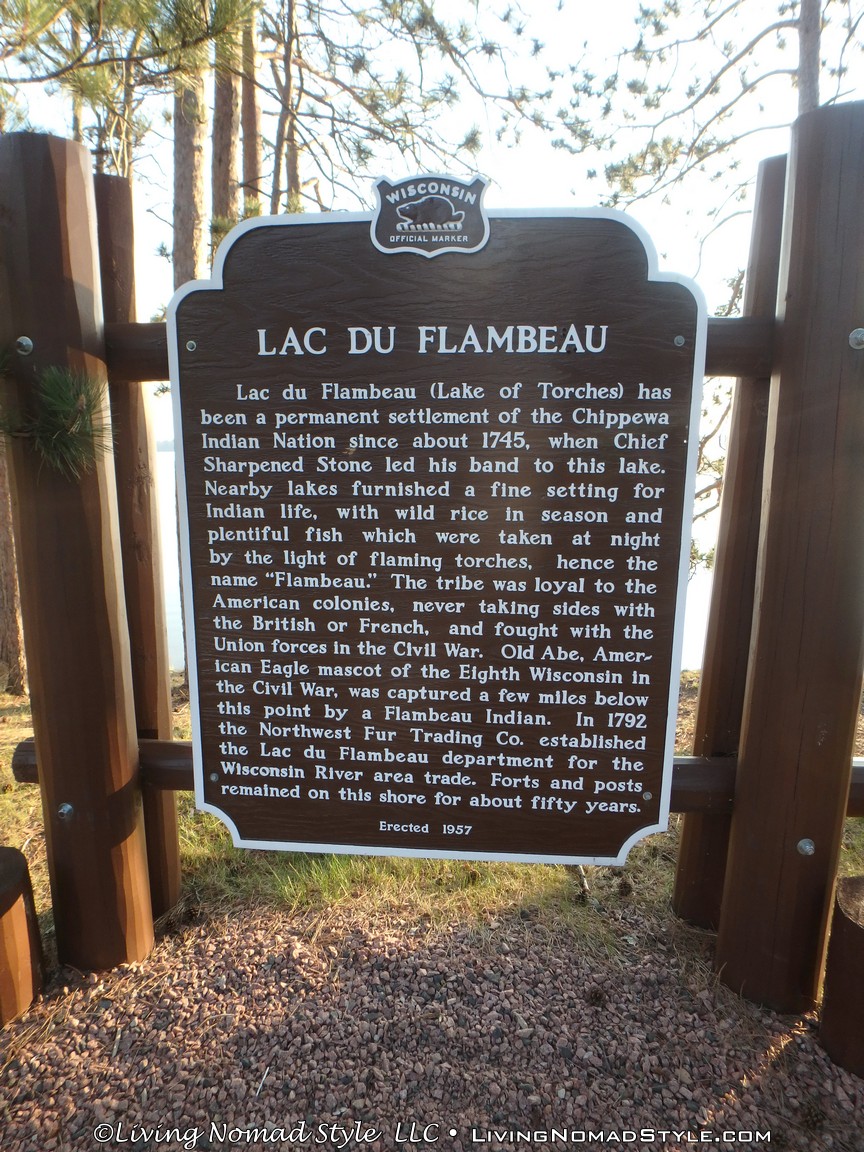 WISCONSIN
OFFICIAL MARKER
LAC DU FLAMBEAU
Lac du Flambeau (Lake of Torches) has
been a permanent settlement of the Chippewa
Indian Nation since about 1745, when Chief
Sharpened Stone led his band to this lake.
Nearby lakes furnished a fine setting for
Indian life, with wild rice in season and
plentiful fish which were taken at night
by the light of flaming torches, hence the
name “Flambeau.” The tribe was loyal to the
American colonies, never taking sides with
the British or French, and fought with the
Union forces in the Civil War. Old Abe, Amer-
ican Eagle mascot of the Eighth Wisconsin in
the Civil War, was captured a few miles below
this point by a Flambeau Indian. In 1792
the Northwest Fur Trading Co. established
the Lac du Flambeau department for the
Wisconsin River area trade. Forts and posts
remained on this shore for about fifty years.
Erected 1957
©Living Nomad Style LLC • LIVINGNOMADSTYLE.COM